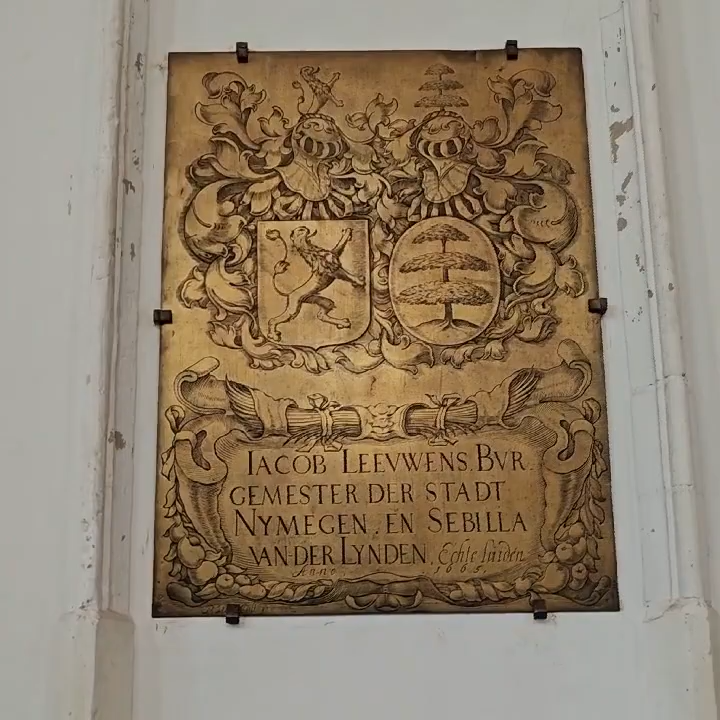 IACOB LEEVWENS. BVR.
GEMESTER DER STADT
NYMEGEN, EN SEBILLA
VAN·DER LYNDEN, Echte luiden
Anno 1665